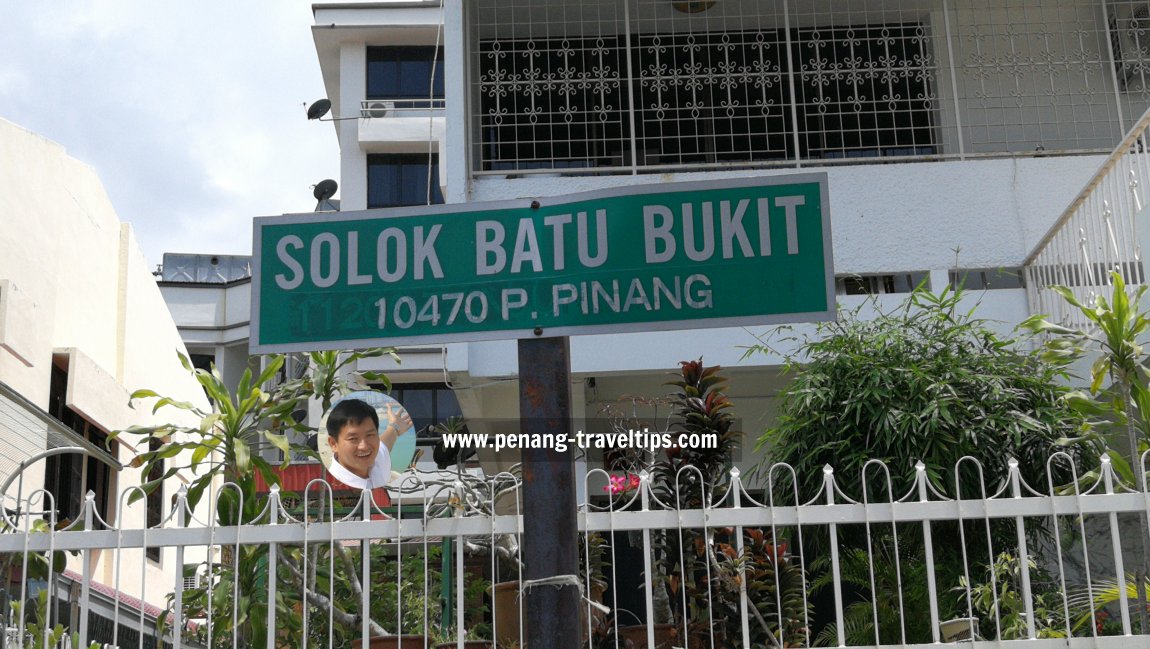 SOLOK BATU BUKIT
10470 P. PINANG
www.penang-traveltips.com